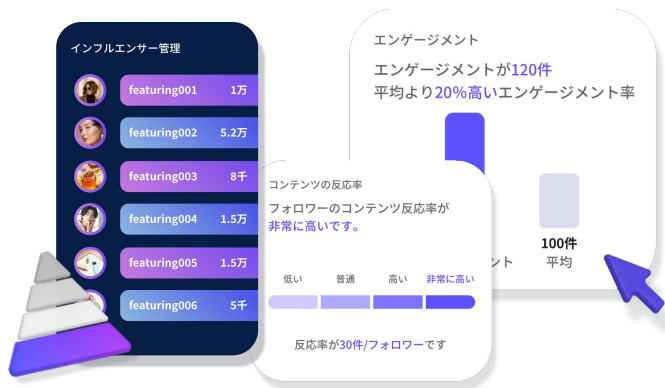 インフルエンサー管理
featuring001 1万
featuring002 5.2万
featuring003 8千
featuring004 1.5万
featuring005 1.5万
featuring006 5千
コンテンツの反応率
フォロワーのコンテンツ反応率が
非常に高いです。
低い 普通 高い 非常に高い
反応率が30件/フォロワーです
エンゲージメント
エンゲージメントが120件
平均より20%高いエンゲージメント率
100件
ント 平均